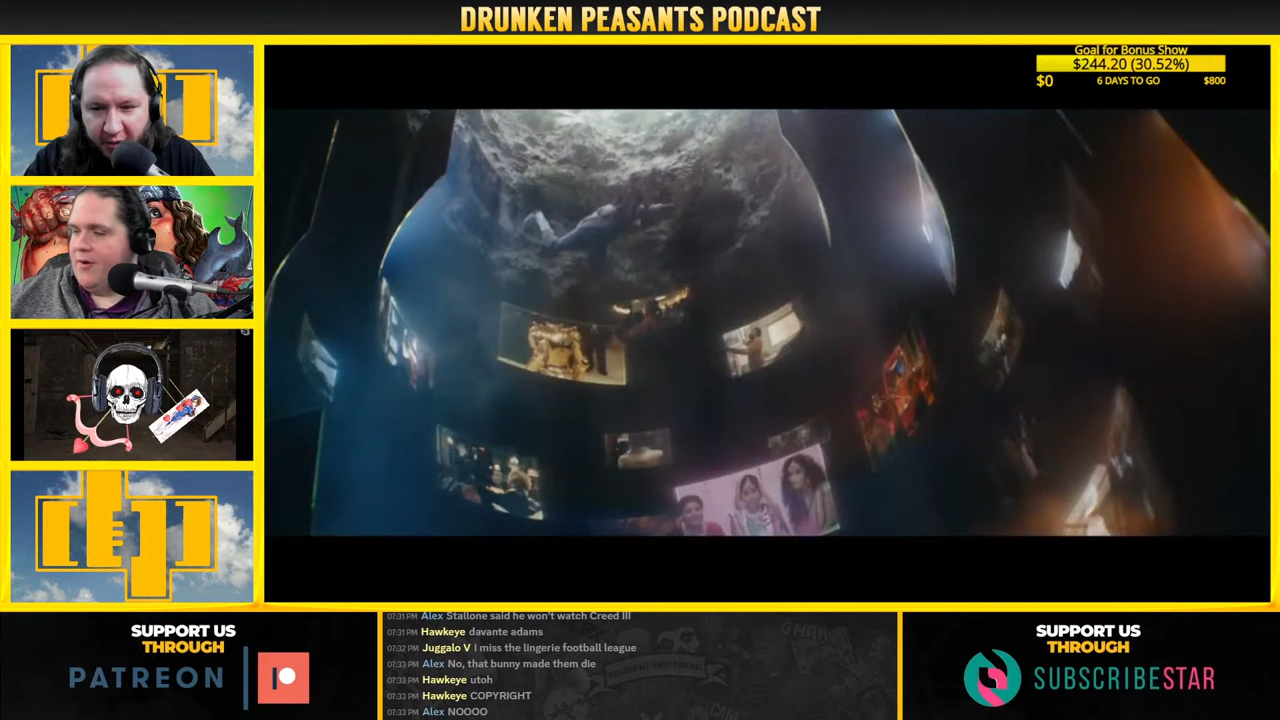 DRUNKEN PEASANTS PODCAST
Goal for Bonus Show
$244.20 (30.52%)
$0 6 DAYS TO GO $800
SUPPORT US
THROUGH
PATREON
07:31 PM Alex Stallone said he won't watch Creed III
07:31 PM Hawkeye davante adams
07:32 PM Juggalo V I miss the lingerie football league
07:33 PM Alex No, that bunny made them die
07:33 PM Hawkeye utoh
07:33 PM Hawkeye COPYRIGHT
07:33 PM Alex NOOOO
SUPPORT US
THROUGH
SUBSCRIBESTAR